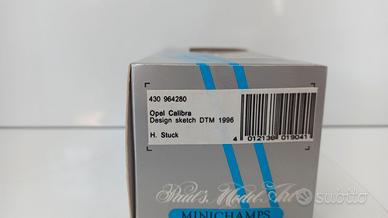 430 964280
Opel Calibra
Design sketch DTM 1996
H. Stuck
4 012138 019041
Paul's Model Art
MINICHAMPS
subito